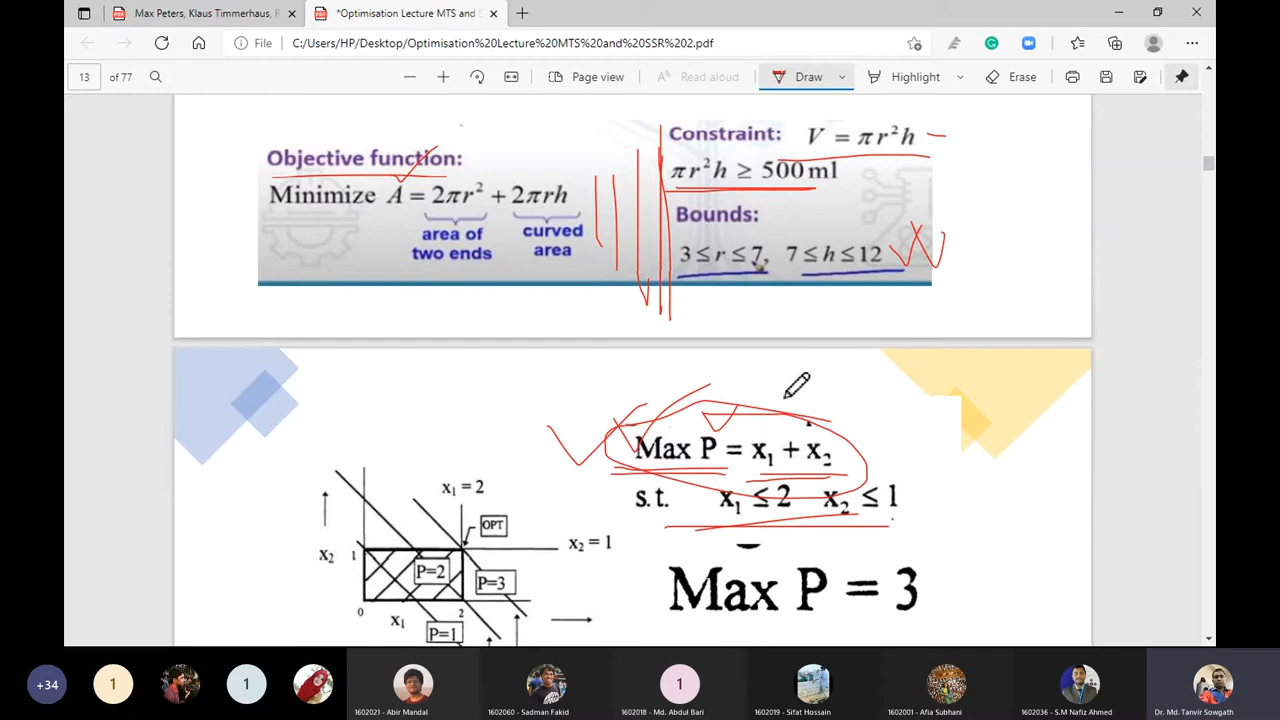 Max Peters, Klaus Timmerhaus, F
*Optimisation Lecture MTS and S
File
C:/Users/HP/Desktop/Optimisation%20Lecture%20MTS%20and%20SSR%202.pdf
13 of 77
Page view
Read aloud
Draw
Highlight
Erase
Objective function:
Minimize A = 2πr² + 2πrh
area of two ends
curved area
Constraint: V = πr²h
πr²h ≥ 500 ml
Bounds:
3 ≤ r ≤ 7, 7 ≤ h ≤ 12
Max P = x₁ + x₂
s.t. x₁ ≤ 2 x₂ ≤ 1
Max P = 3
x₁ = 2
OPT
x₂ = 1
x₂
1
P=2
P=3
0
2
x₁
P=1
+34
1
1
1602021 - Abir Mandal
1602060 - Sadman Fakid
1
1602018 - Md. Abdul Bari
1602019 - Sifat Hossain
1602001 - Afia Subhani
1602036 - S.M Nafiz Ahmed
Dr. Md. Tanvir Sowgath